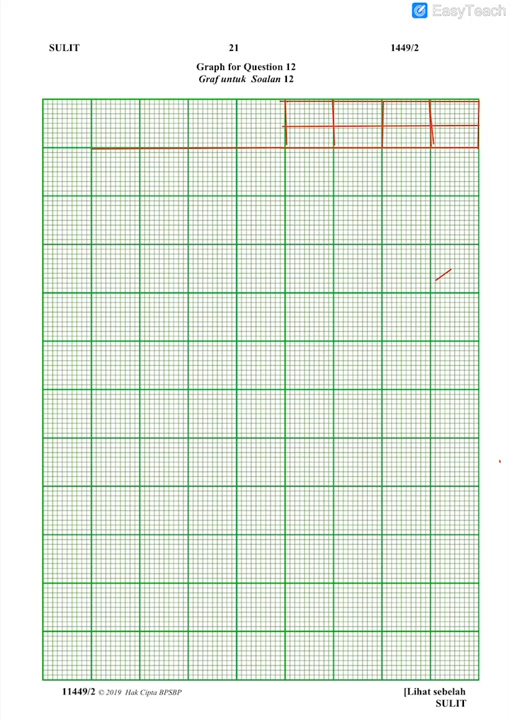 EasyTeach
SULIT 21 1449/2
Graph for Question 12
Graf untuk Soalan 12
11449/2 © 2019 Hak Cipta BPSBP [Lihat sebelah
SULIT